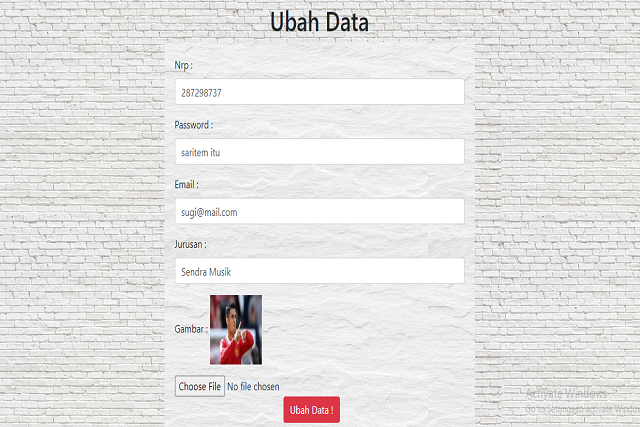 Ubah Data
Nrp :
287298737
Password :
saritem itu
Email :
sugi@mail.com
Jurusan :
Sendra Musik
Gambar :
Choose File No file chosen
Ubah Data !
Activate Windows
Go to Settings to activate Windows